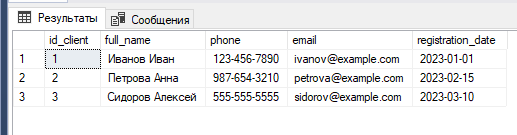 Результаты Сообщения
id_client full_name phone email registration_date
1 1 Иванов Иван 123-456-7890 ivanov@example.com 2023-01-01
2 2 Петрова Анна 987-654-3210 petrova@example.com 2023-02-15
3 3 Сидоров Алексей 555-555-5555 sidorov@example.com 2023-03-10